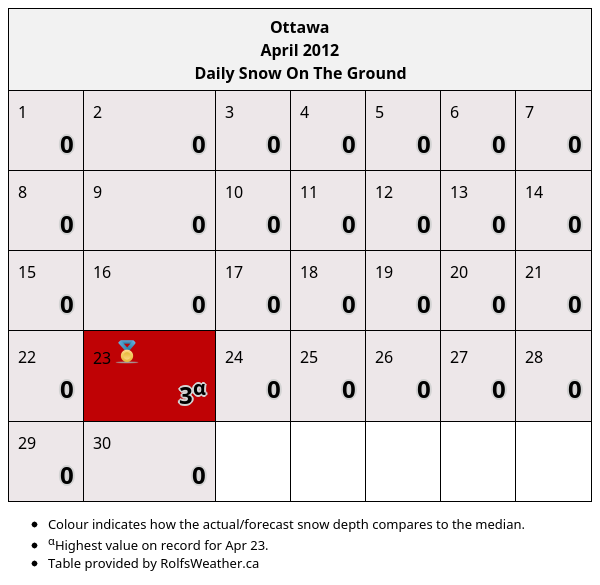 Ottawa
April 2012
Daily Snow On The Ground
1 2 3 4 5 6 7
0 0 0 0 0 0 0
8 9 10 11 12 13 14
0 0 0 0 0 0 0
15 16 17 18 19 20 21
0 0 0 0 0 0 0
22 23 24 25 26 27 28
0 3α 0 0 0 0 0
29 30
0 0
Colour indicates how the actual/forecast snow depth compares to the median.
αHighest value on record for Apr 23.
Table provided by RolfsWeather.ca